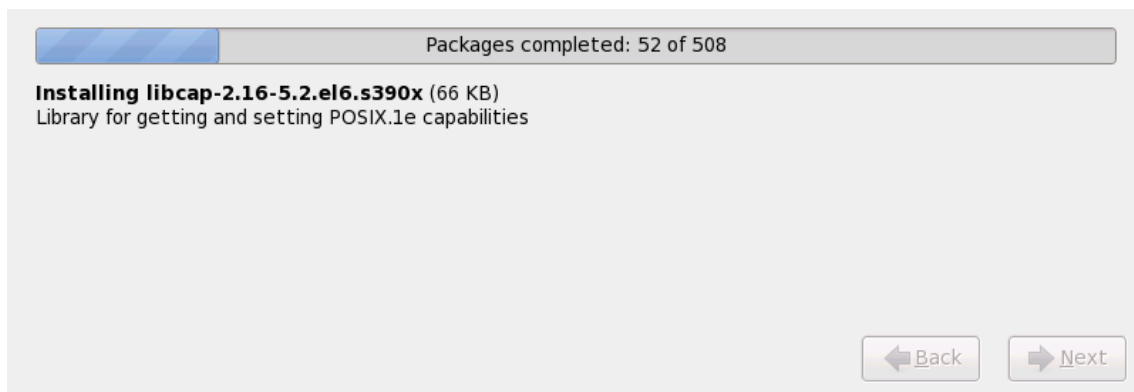 Packages completed: 52 of 508
Installing libcap-2.16-5.2.el6.s390x (66 KB)
Library for getting and setting POSIX.1e capabilities
Back
Next